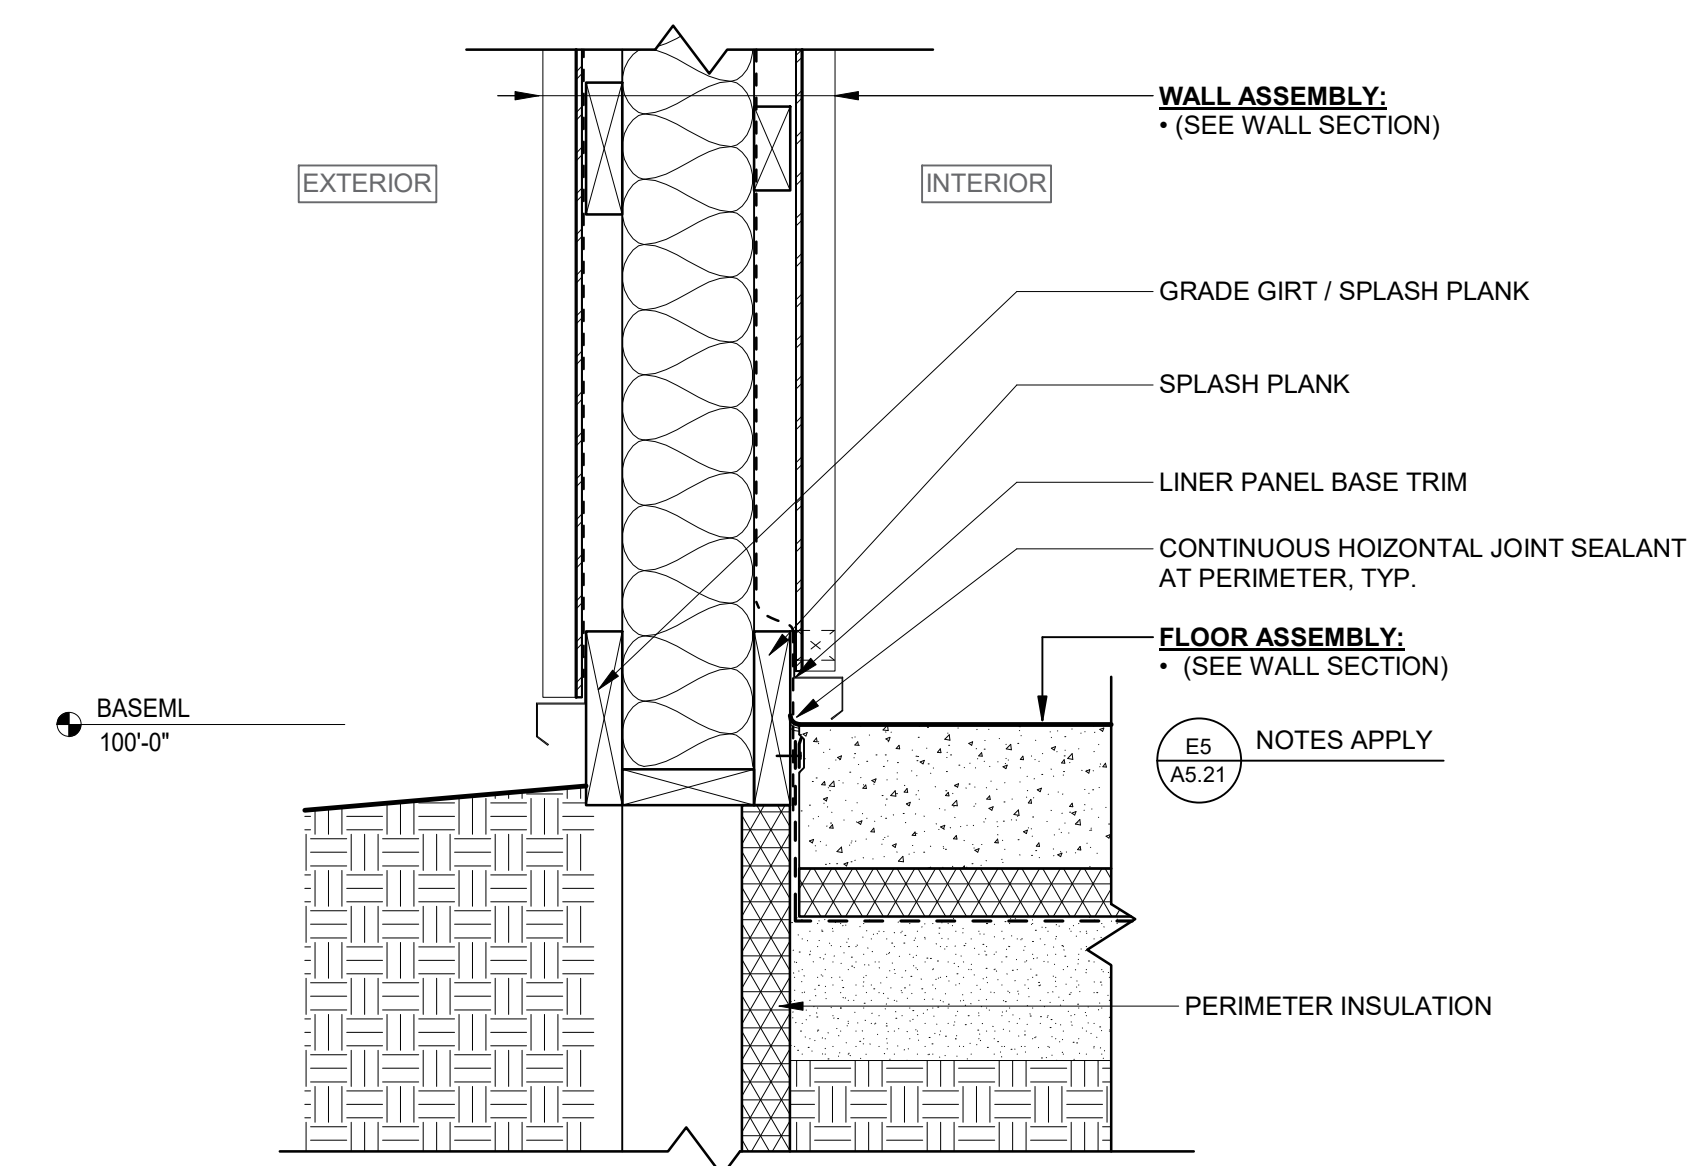 WALL ASSEMBLY:
• (SEE WALL SECTION)
EXTERIOR
INTERIOR
GRADE GIRT / SPLASH PLANK
SPLASH PLANK
LINER PANEL BASE TRIM
CONTINUOUS HOIZONTAL JOINT SEALANT
AT PERIMETER, TYP.
FLOOR ASSEMBLY:
• (SEE WALL SECTION)
BASEML
100'-0"
E5
A5.21
NOTES APPLY
PERIMETER INSULATION